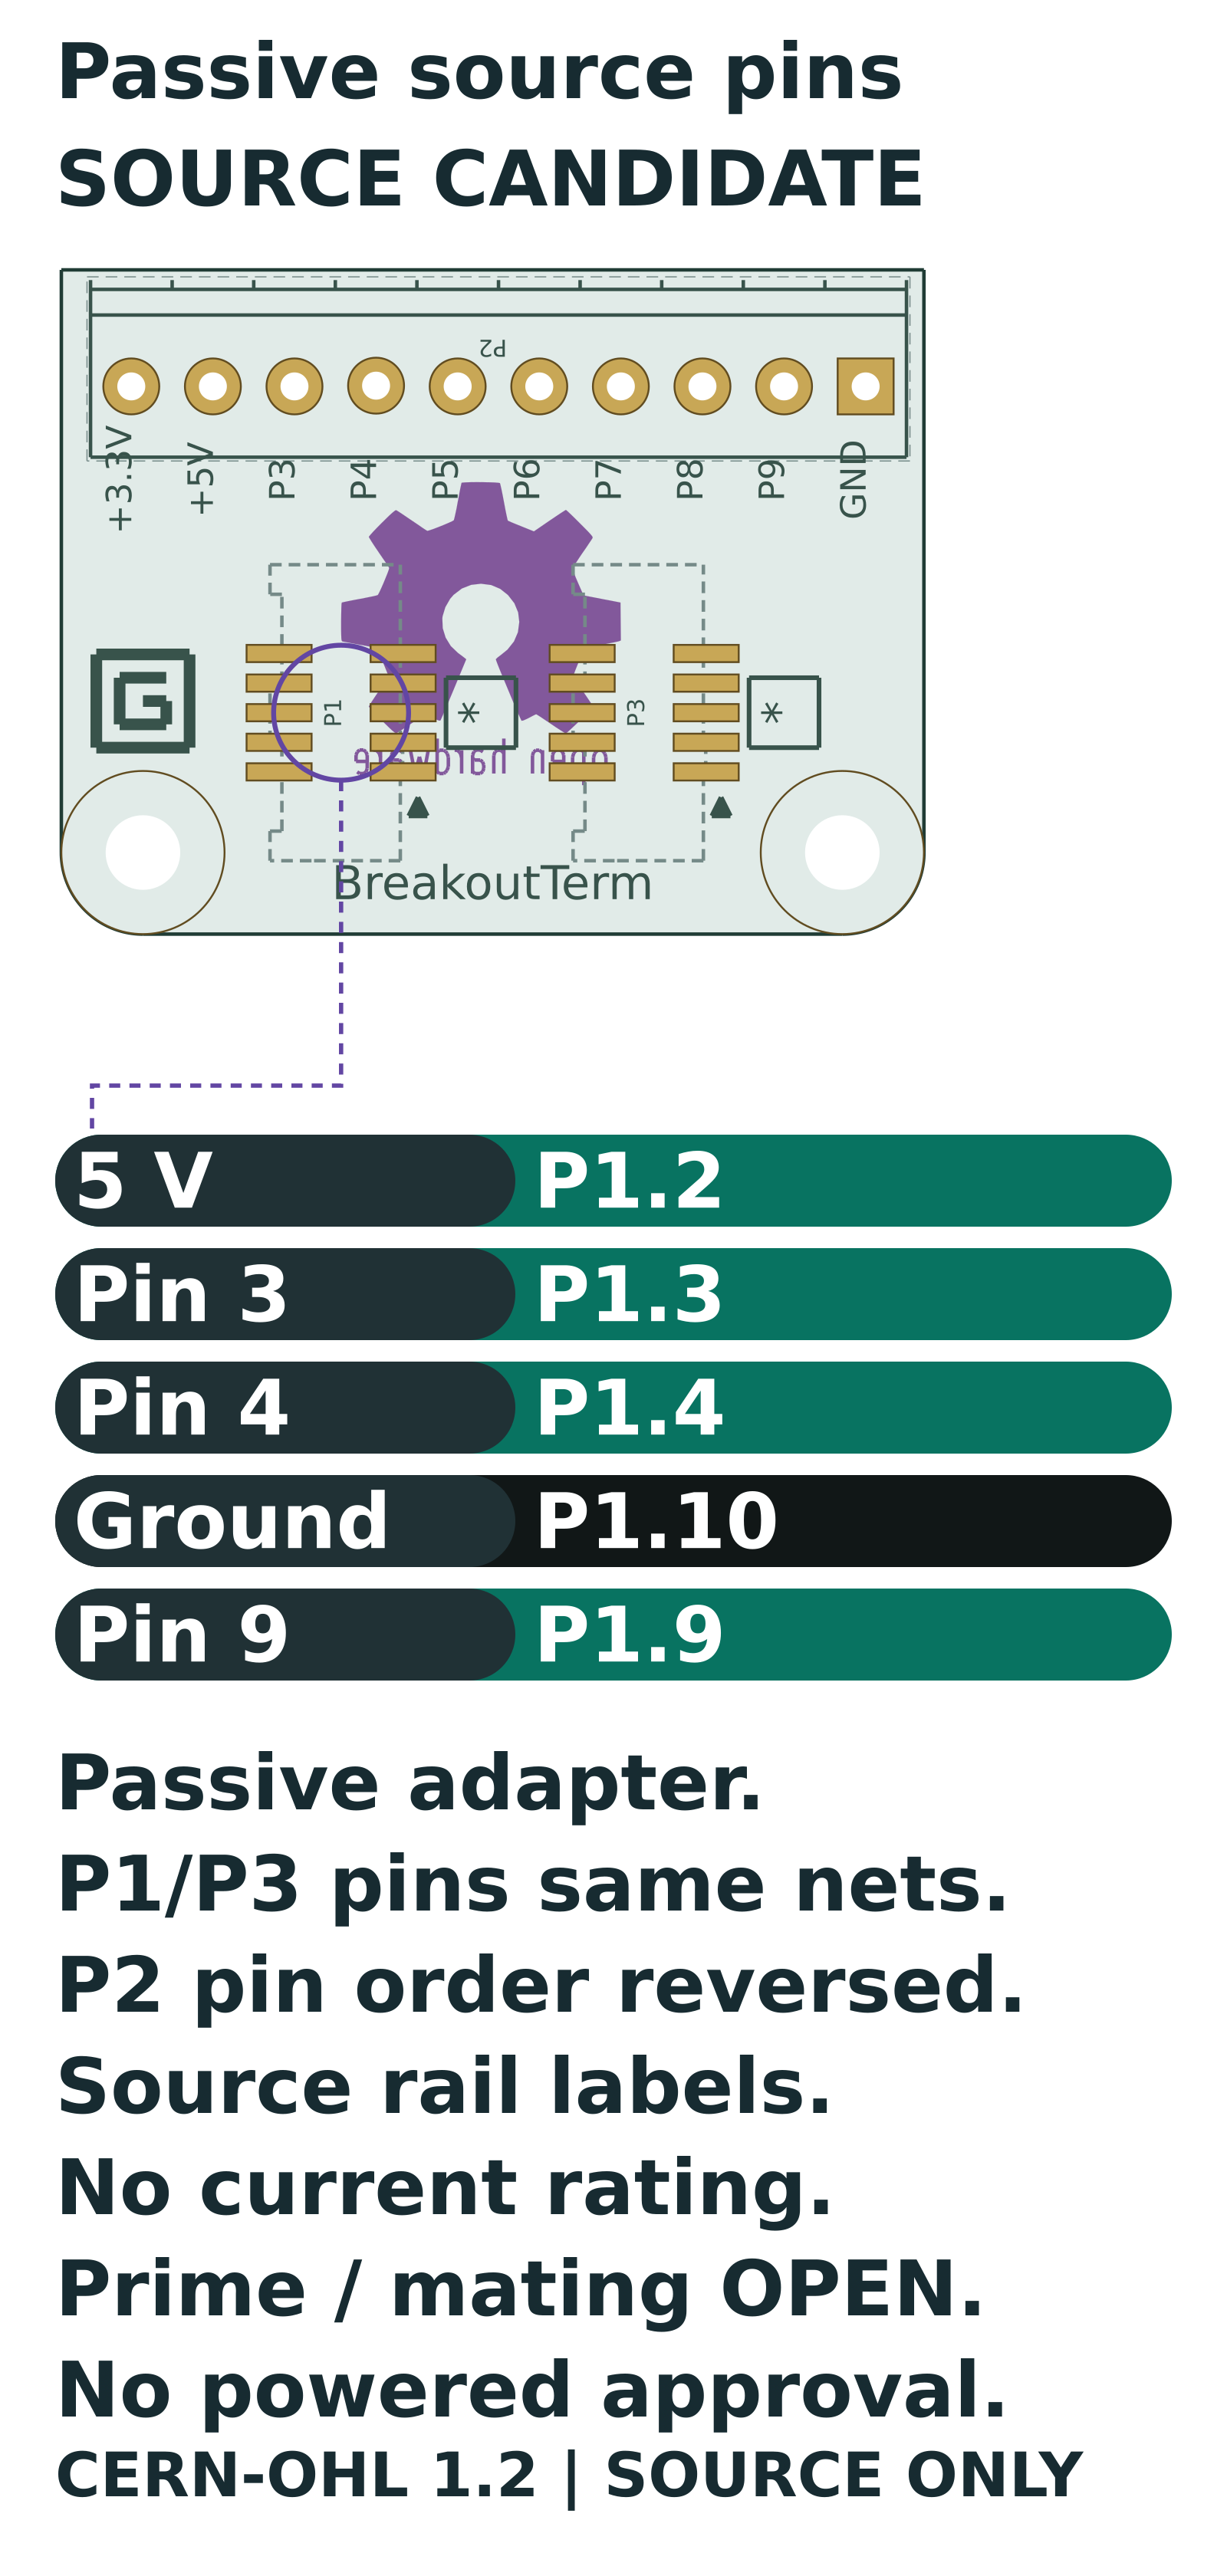 Passive source pins
SOURCE CANDIDATE
P2
+3.3V +5V P3 P4 P5 P6 P7 P8 P9 GND
P1 * P3 *
open hardware
BreakoutTerm
5 V P1.2
Pin 3 P1.3
Pin 4 P1.4
Ground P1.10
Pin 9 P1.9
Passive adapter.
P1/P3 pins same nets.
P2 pin order reversed.
Source rail labels.
No current rating.
Prime / mating OPEN.
No powered approval.
CERN-OHL 1.2 | SOURCE ONLY